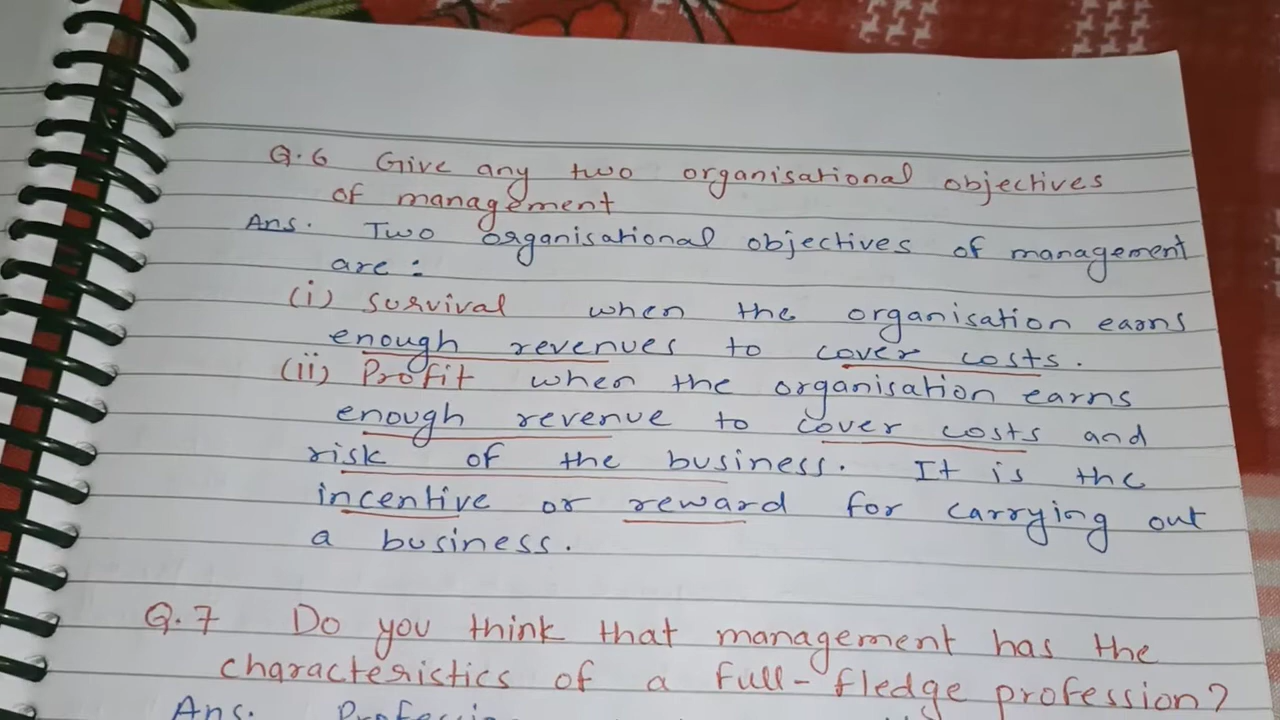 Q.6 Give any two organisational objectives
of management
Ans. Two organisational objectives of management
are :
(i) Survival when the organisation earns
enough revenues to cover costs.
(ii) Profit when the organisation earns
enough revenue to cover costs and
risk of the business. It is the
incentive or reward for carrying out
a business.
Q.7 Do you think that management has the
characteristics of a full-fledge profession?
Ans.